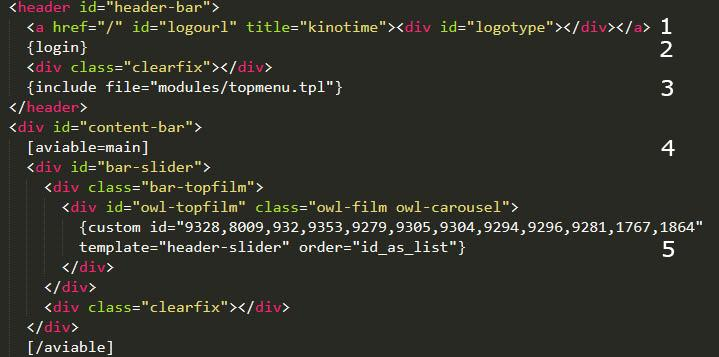 <header id="header-bar">
<a href="/" id="logourl" title="kinotime"><div id="logotype"></div></a> 1
{login} 2
<div class="clearfix"></div>
{include file="modules/topmenu.tpl"} 3
</header>
<div id="content-bar">
[aviable=main] 4
<div id="bar-slider">
<div class="bar-topfilm">
<div id="owl-topfilm" class="owl-film owl-carousel">
{custom id="9328,8009,932,9353,9279,9305,9304,9294,9296,9281,1767,1864"
template="header-slider" order="id_as_list"} 5
</div>
</div>
<div class="clearfix"></div>
</div>
[/aviable]